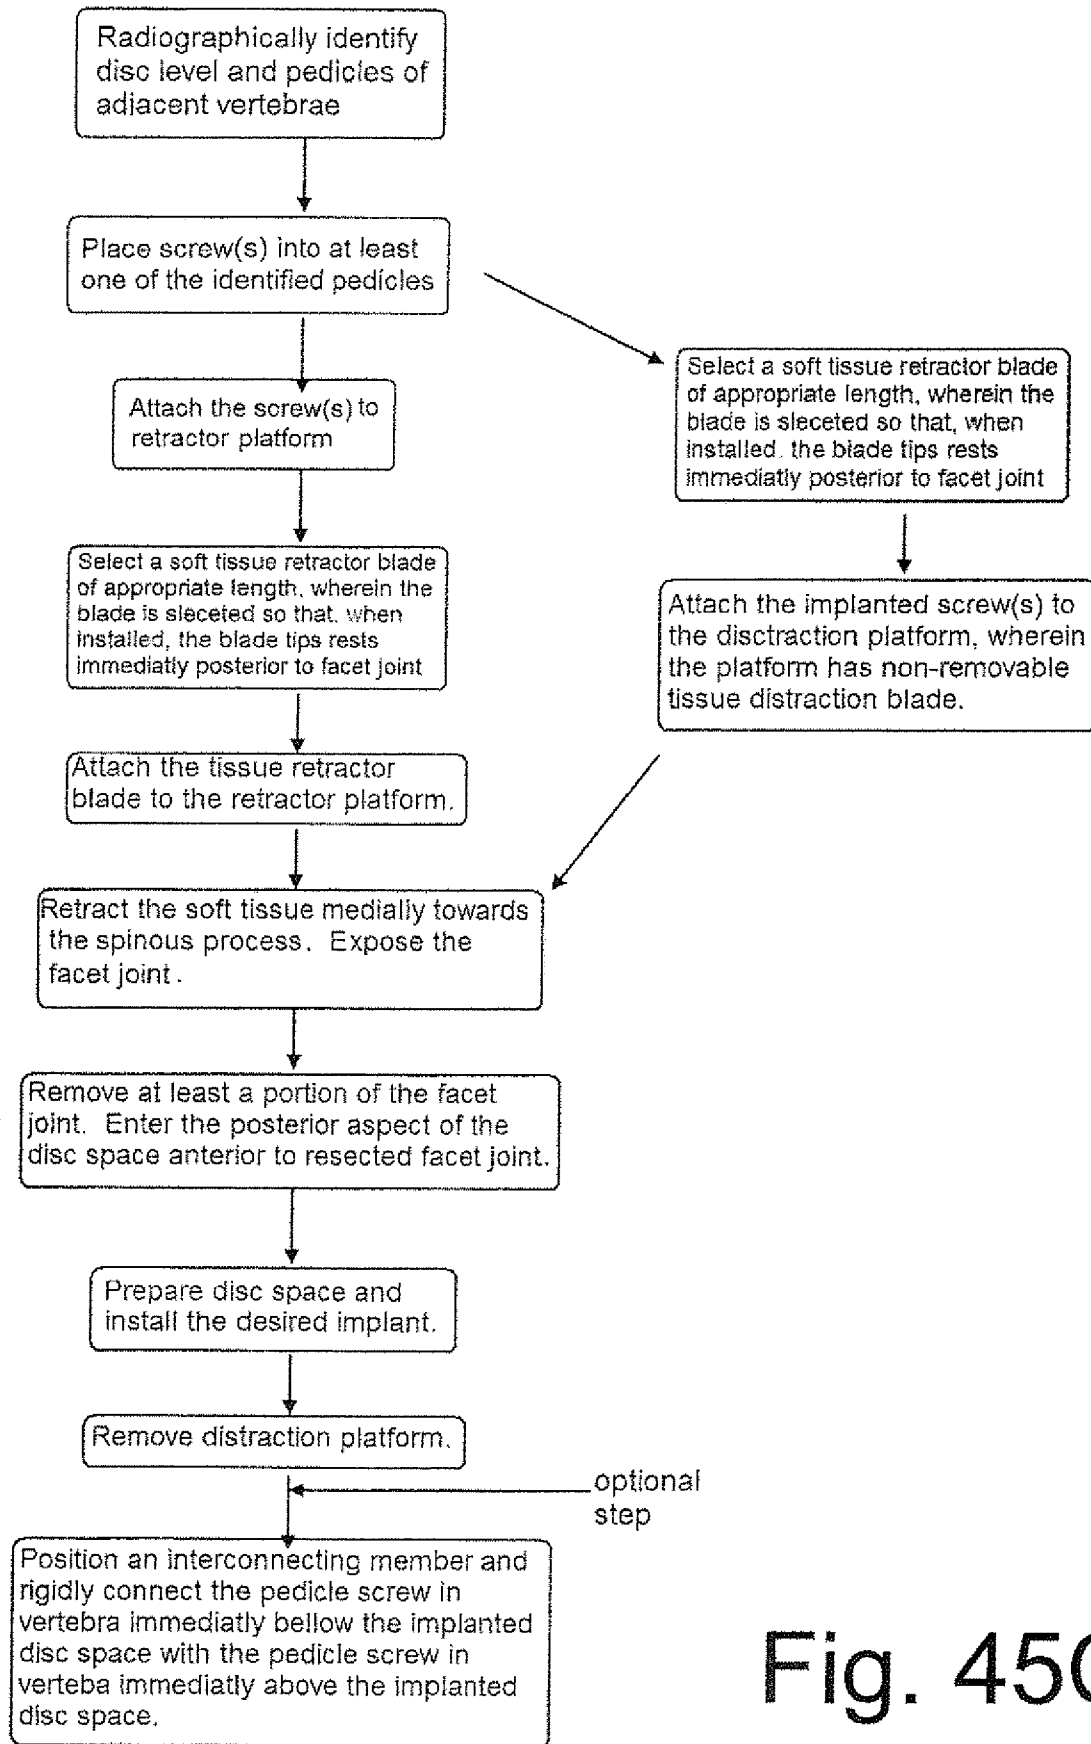 Radiographically identify
disc level and pedicles of
adjacent vertebrae
Place screw(s) into at least
one of the identified pedicles
Attach the screw(s) to
retractor platform
Select a soft tissue retractor blade
of appropriate length, wherein the
blade is sleceted so that, when
installed, the blade tips rests
immediatly posterior to facet joint
Attach the tissue retractor
blade to the retractor platform.
Select a soft tissue retractor blade
of appropriate length, wherein the
blade is sleceted so that, when
installed, the blade tips rests
immediatly posterior to facet joint
Attach the implanted screw(s) to
the disctraction platform, wherein
the platform has non-removable
tissue distraction blade.
Retract the soft tissue medially towards
the spinous process. Expose the
facet joint.
Remove at least a portion of the facet
joint. Enter the posterior aspect of the
disc space anterior to resected facet joint.
Prepare disc space and
install the desired implant.
Remove distraction platform.
optional
step
Position an interconnecting member and
rigidly connect the pedicle screw in
vertebra immediatly bellow the implanted
disc space with the pedicle screw in
verteba immediatly above the implanted
disc space.
Fig.